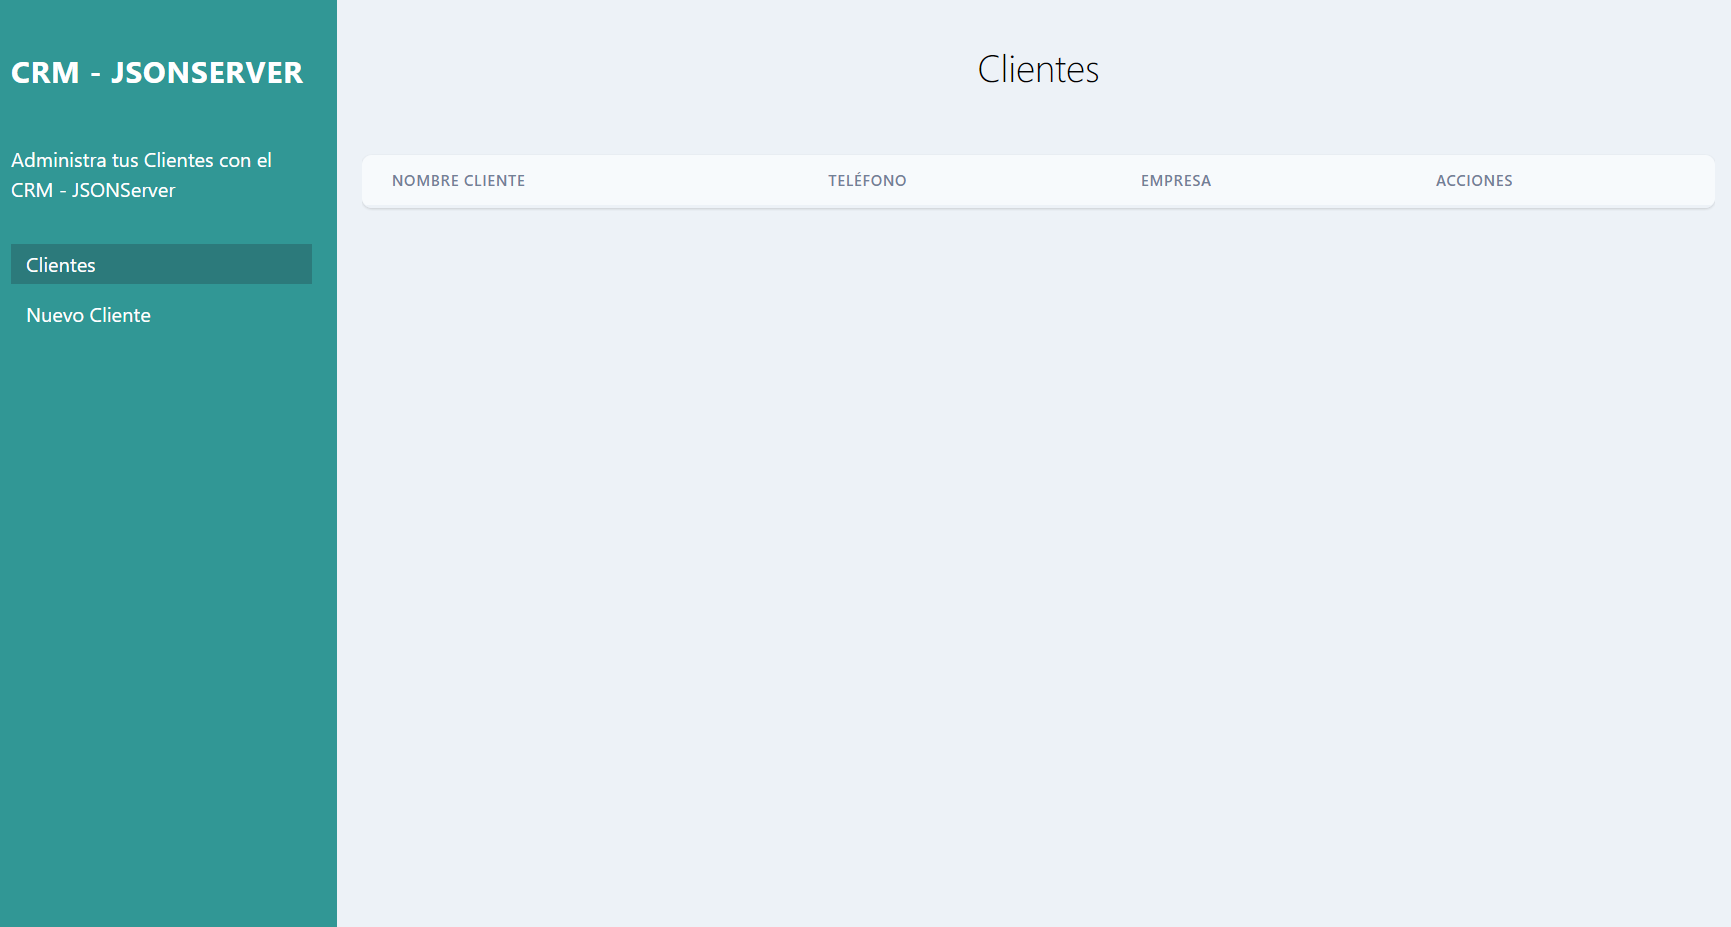 CRM - JSONSERVER
Administra tus Clientes con el
CRM - JSONServer
Clientes
Nuevo Cliente
Clientes
NOMBRE CLIENTE TELÉFONO EMPRESA ACCIONES